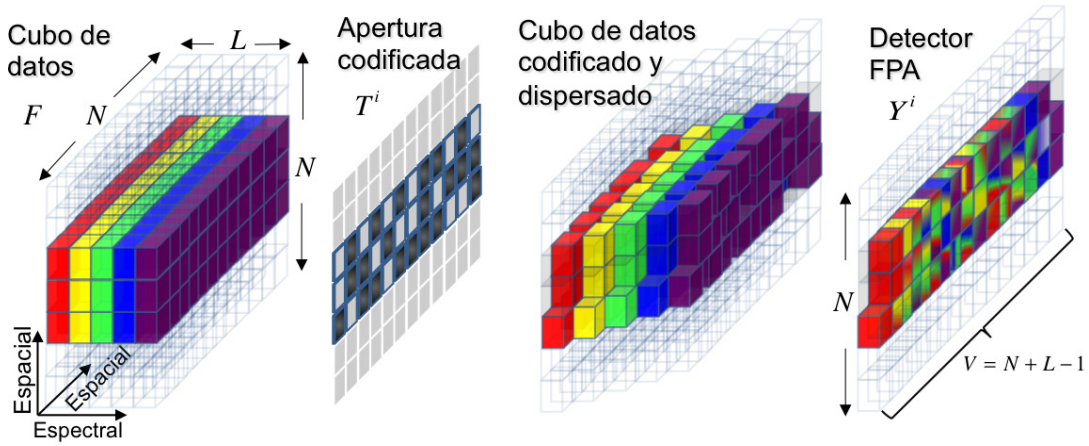 Cubo de
datos
F
N
L
N
Espacial
Espacial
Espectral
Apertura
codificada
T^i
Cubo de datos
codificado y
dispersado
Detector
FPA
Y^i
N
V = N + L − 1